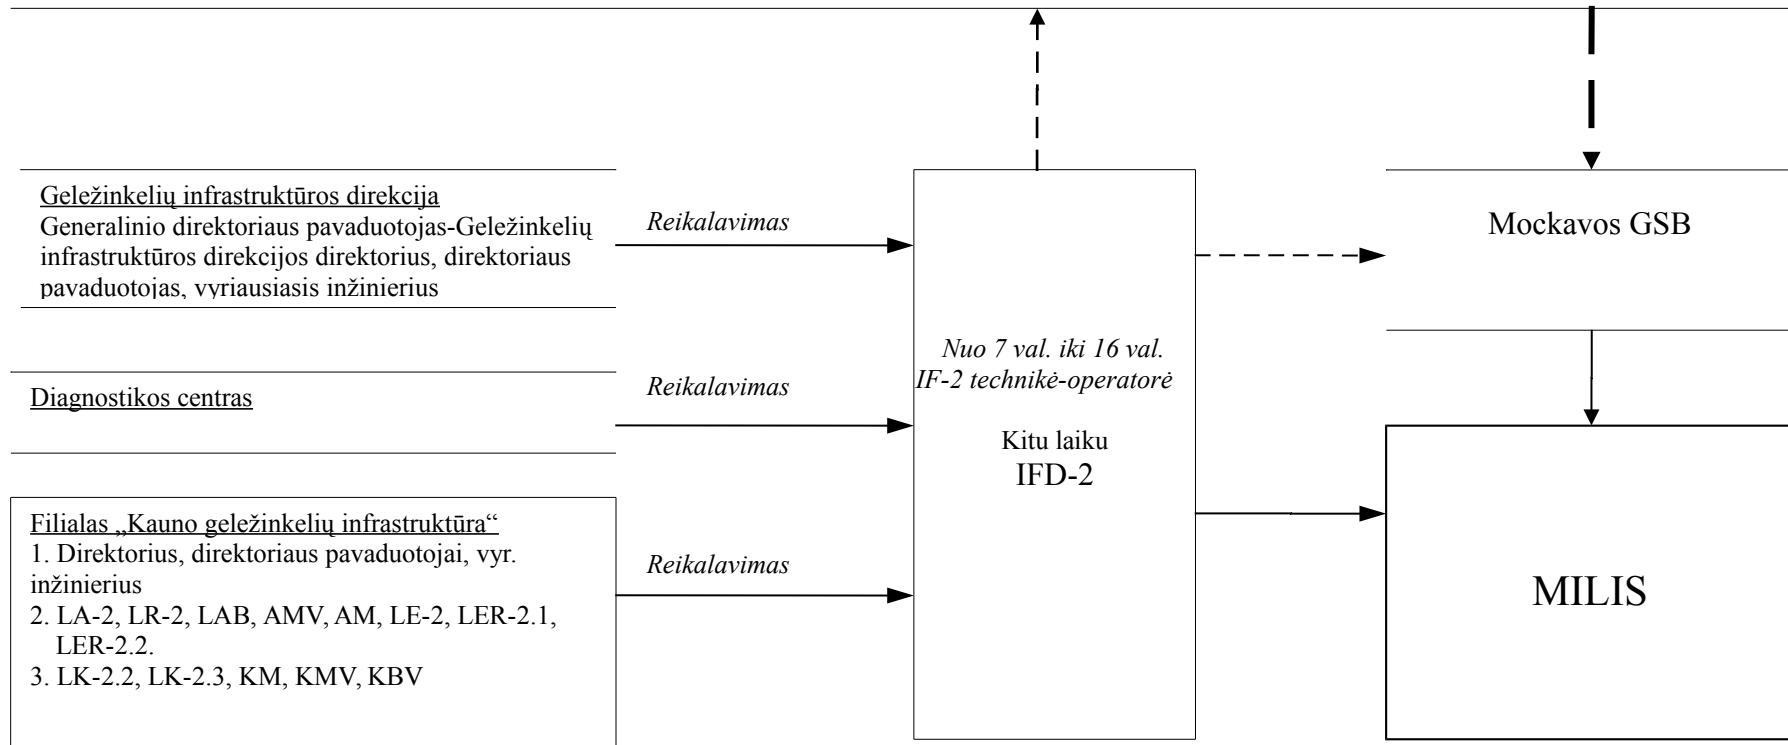 Geležinkelių infrastruktūros direkcija
Generalinio direktoriaus pavaduotojas-Geležinkelių
infrastruktūros direkcijos direktorius, direktoriaus
pavaduotojas, vyriausiasis inžinierius
Reikalavimas
Diagnostikos centras
Reikalavimas
Filialas „Kauno geležinkelių infrastruktūra“
1. Direktorius, direktoriaus pavaduotojai, vyr.
inžinierius
2. LA-2, LR-2, LAB, AMV, AM, LE-2, LER-2.1,
LER-2.2.
3. LK-2.2, LK-2.3, KM, KMV, KBV
Reikalavimas
Nuo 7 val. iki 16 val.
IF-2 technikė-operatorė
Kitu laiku
IFD-2
Mockavos GSB
MILIS